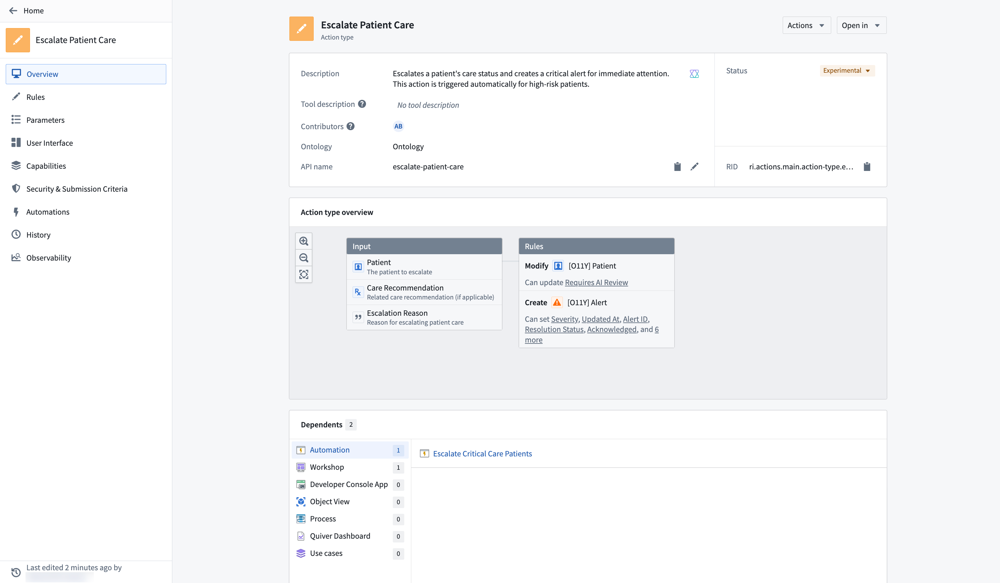 Home
Escalate Patient Care
Overview
Rules
Parameters
User Interface
Capabilities
Security & Submission Criteria
Automations
History
Observability
Last edited 2 minutes ago by
Escalate Patient Care
Action type
Actions
Open in
Description
Escalates a patient's care status and creates a critical alert for immediate attention.
This action is triggered automatically for high-risk patients.
Tool description
No tool description
Contributors
AB
Ontology
Ontology
API name
escalate-patient-care
Status
Experimental
RID
ri.actions.main.action-type.e...
Action type overview
Input
Patient
The patient to escalate
Care Recommendation
Related care recommendation (if applicable)
Escalation Reason
Reason for escalating patient care
Rules
Modify [O11Y] Patient
Can update Requires AI Review
Create [O11Y] Alert
Can set Severity, Updated At, Alert ID,
Resolution Status, Acknowledged, and 6
more
Dependents 2
Automation 1
Workshop 1
Developer Console App 0
Object View 0
Process 0
Quiver Dashboard 0
Use cases 0
Escalate Critical Care Patients